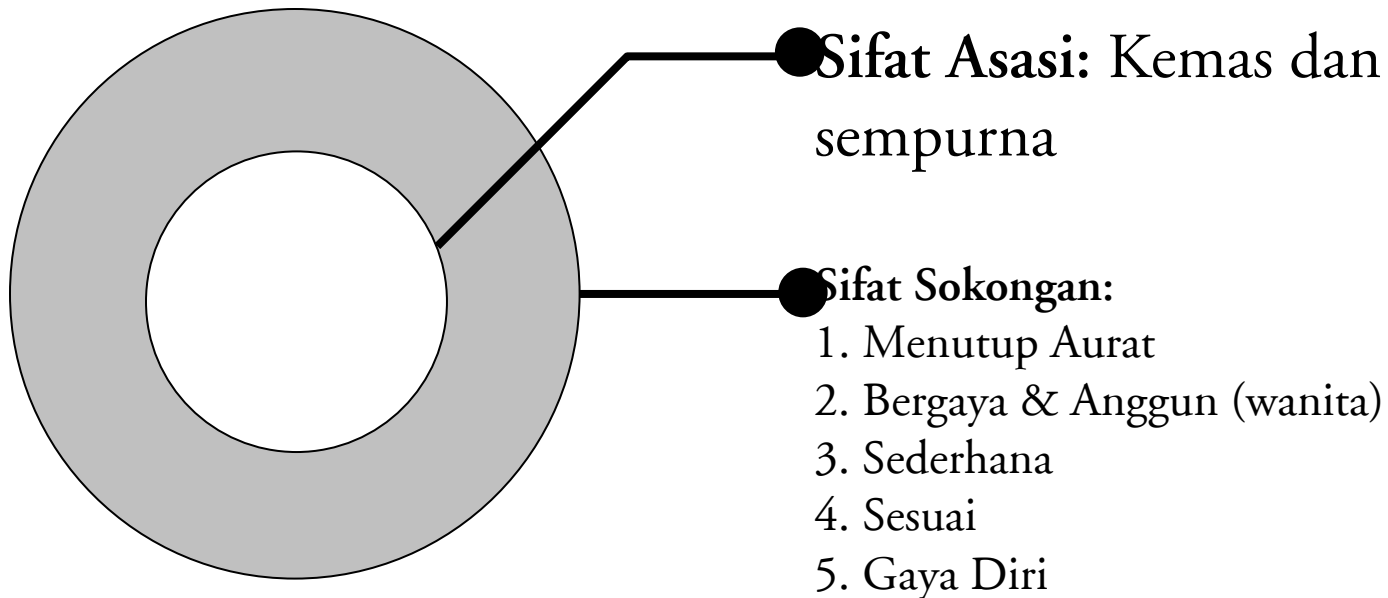 Sifat Asasi: Kemas dan
sempurna
Sifat Sokongan:
1. Menutup Aurat
2. Bergaya & Anggun (wanita)
3. Sederhana
4. Sesuai
5. Gaya Diri